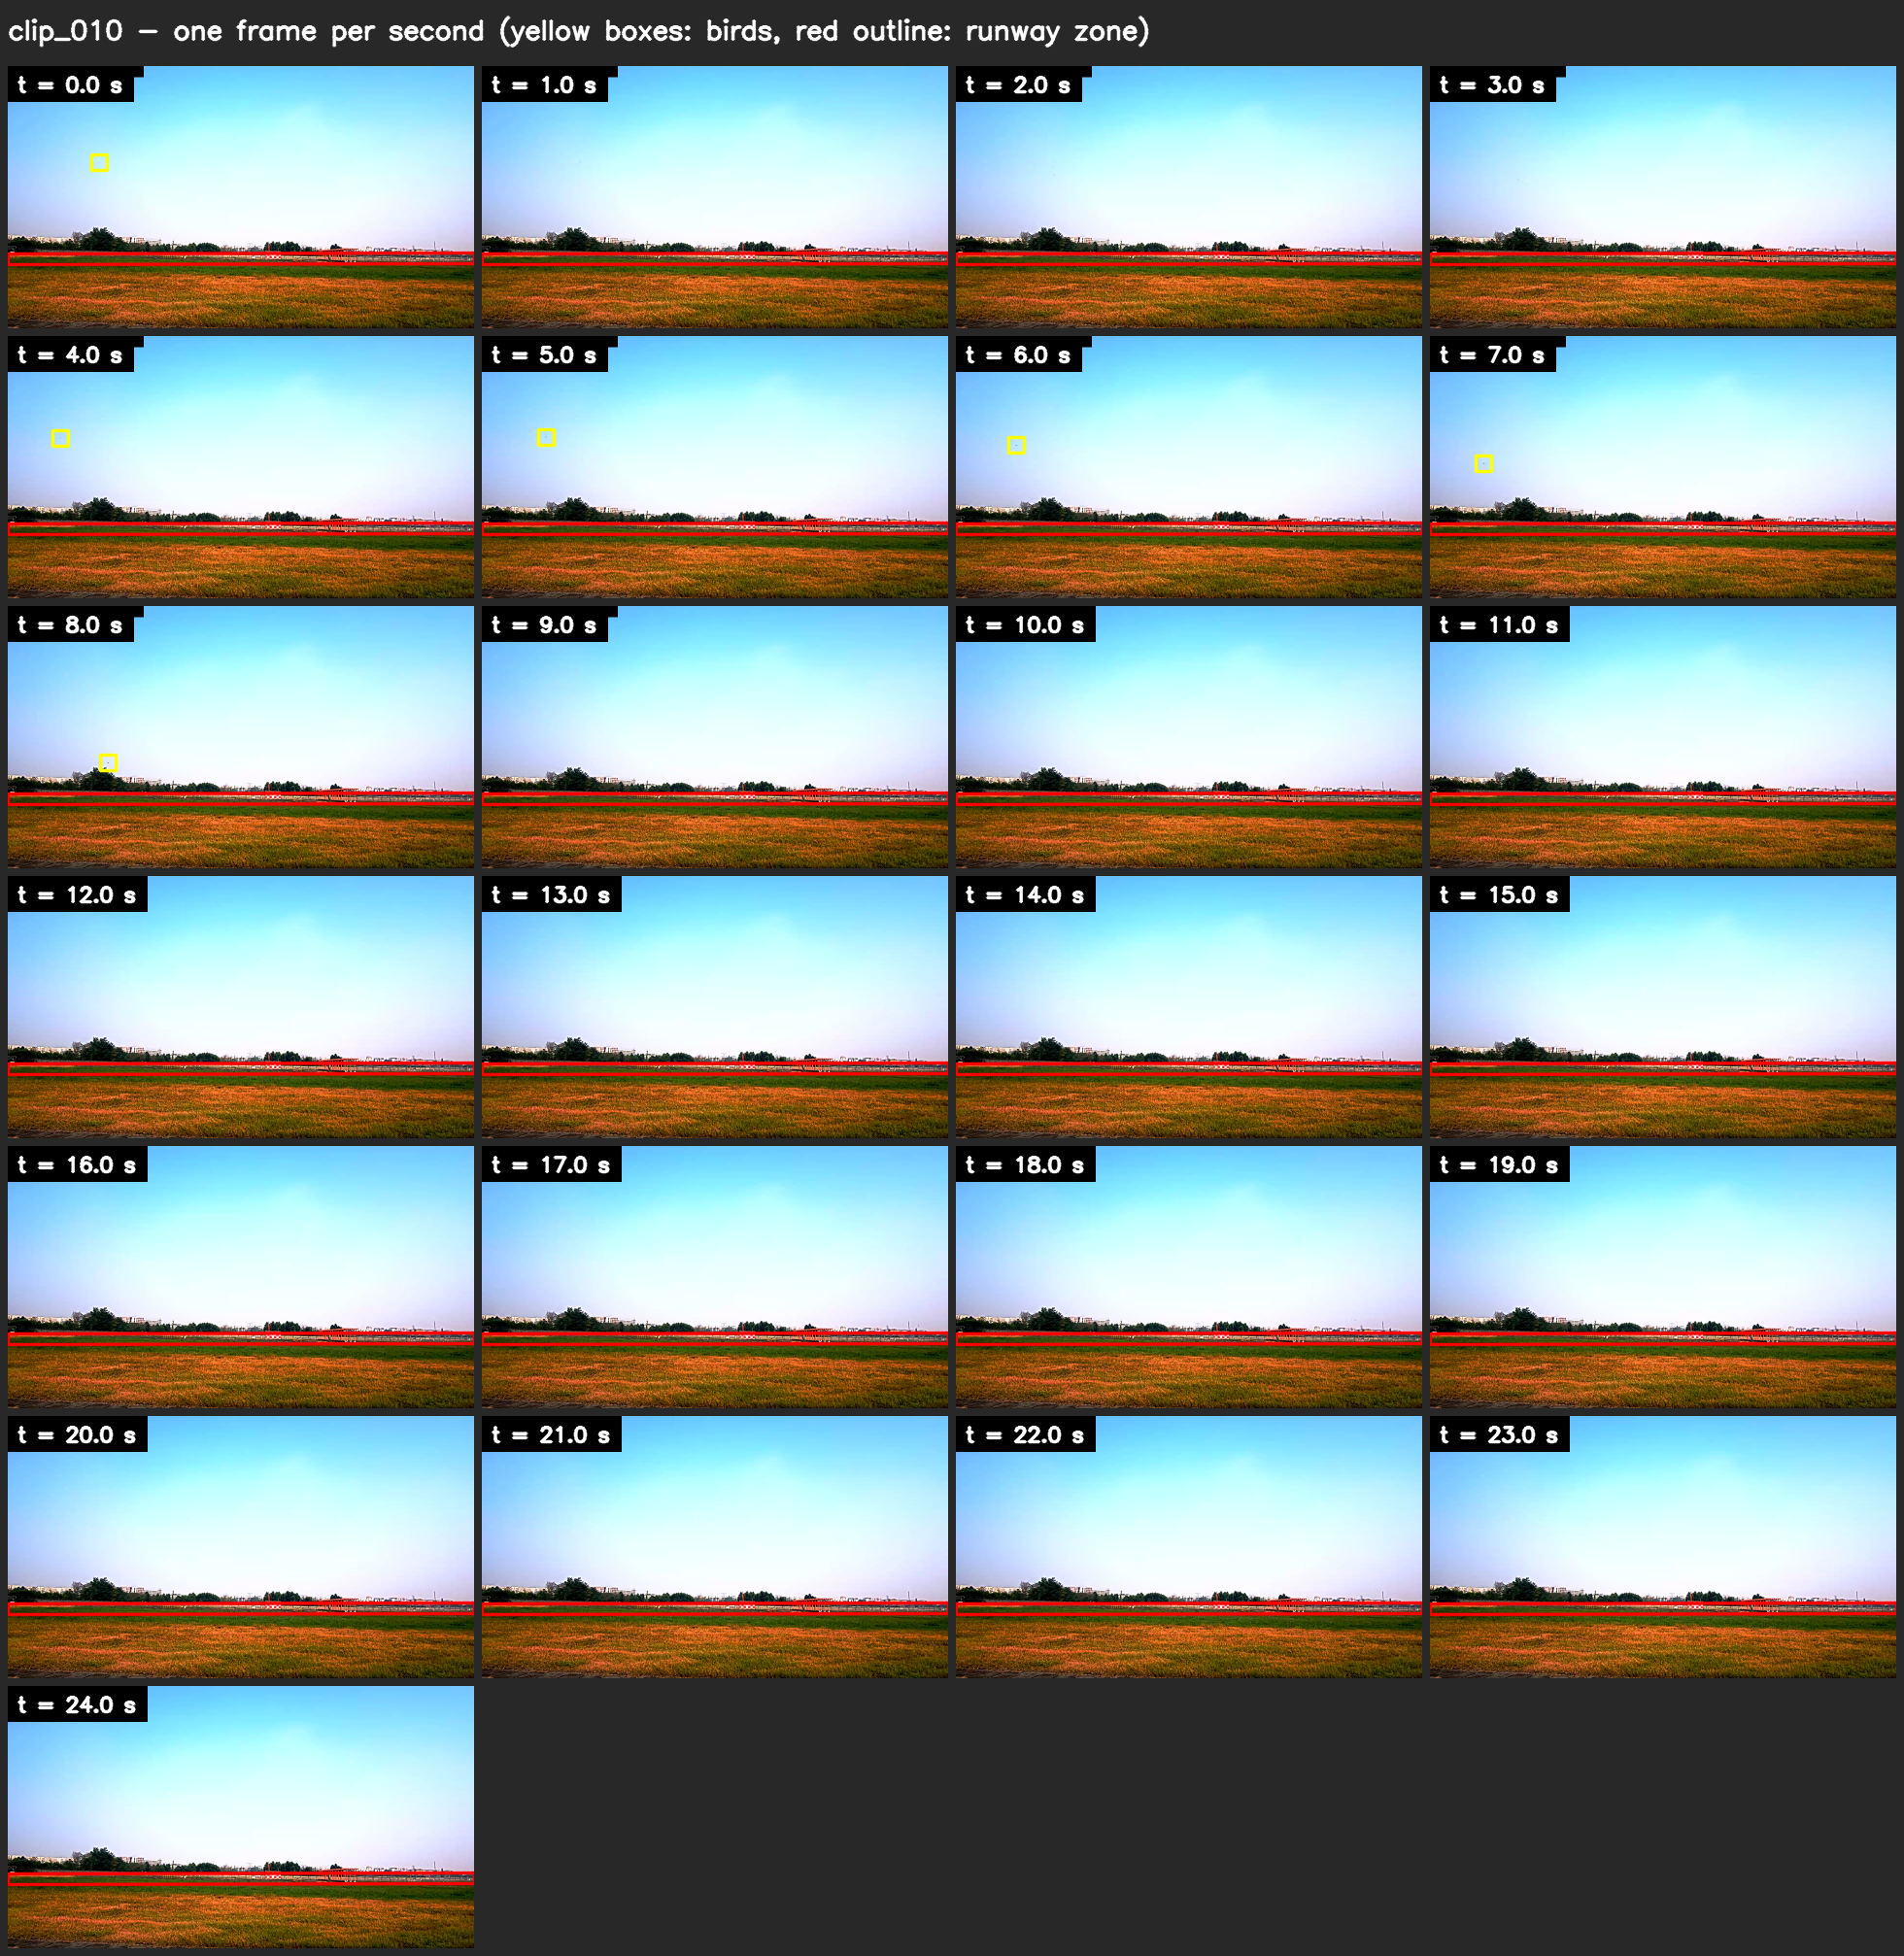 clip_010 — one frame per second (yellow boxes: birds, red outline: runway zone)
t = 0.0 s
t = 1.0 s
t = 2.0 s
t = 3.0 s
t = 4.0 s
t = 5.0 s
t = 6.0 s
t = 7.0 s
t = 8.0 s
t = 9.0 s
t = 10.0 s
t = 11.0 s
t = 12.0 s
t = 13.0 s
t = 14.0 s
t = 15.0 s
t = 16.0 s
t = 17.0 s
t = 18.0 s
t = 19.0 s
t = 20.0 s
t = 21.0 s
t = 22.0 s
t = 23.0 s
t = 24.0 s